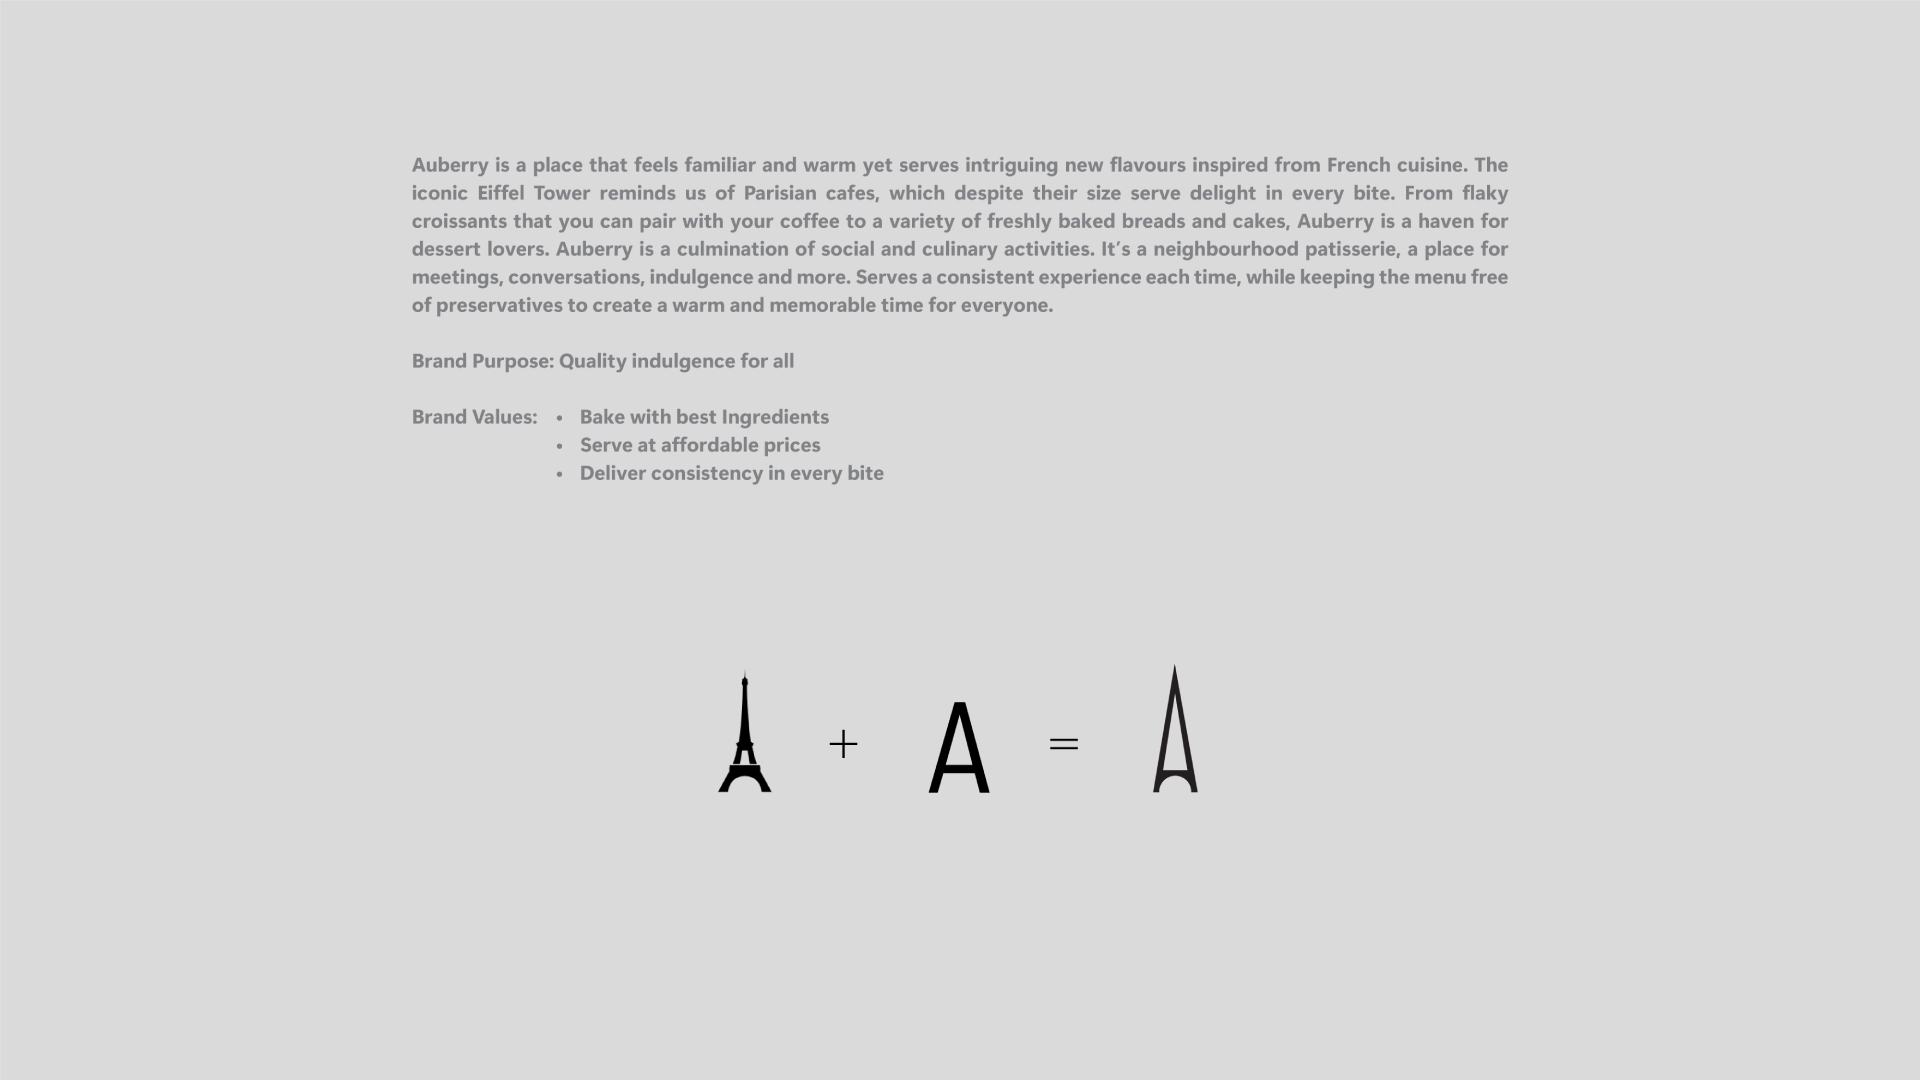 Auberry is a place that feels familiar and warm yet serves intriguing new flavours inspired from French cuisine. The
iconic Eiffel Tower reminds us of Parisian cafes, which despite their size serve delight in every bite. From flaky
croissants that you can pair with your coffee to a variety of freshly baked breads and cakes, Auberry is a haven for
dessert lovers. Auberry is a culmination of social and culinary activities. It's a neighbourhood patisserie, a place for
meetings, conversations, indulgence and more. Serves a consistent experience each time, while keeping the menu free
of preservatives to create a warm and memorable time for everyone.
Brand Purpose: Quality indulgence for all
Brand Values: • Bake with best Ingredients
• Serve at affordable prices
• Deliver consistency in every bite
+ A = A